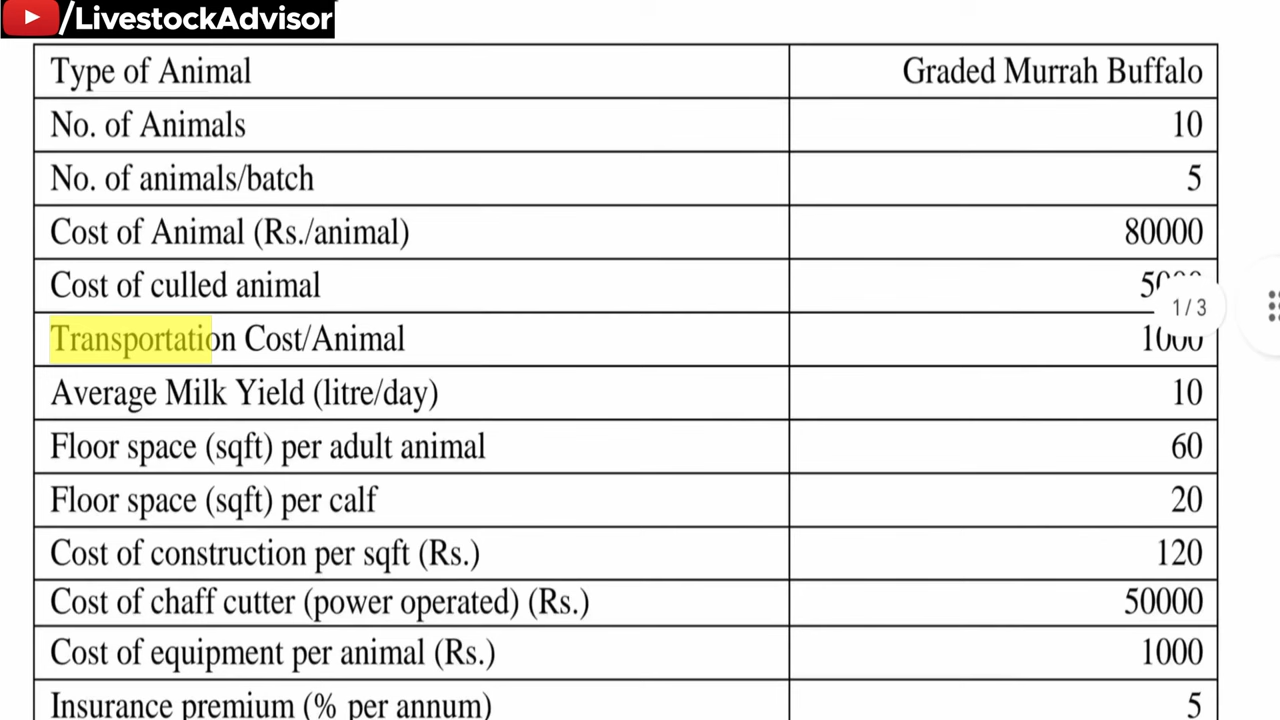 /LivestockAdvisor
Type of Animal Graded Murrah Buffalo
No. of Animals 10
No. of animals/batch 5
Cost of Animal (Rs./animal) 80000
Cost of culled animal
1 / 3
Transportation Cost/Animal 1000
Average Milk Yield (litre/day) 10
Floor space (sqft) per adult animal 60
Floor space (sqft) per calf 20
Cost of construction per sqft (Rs.) 120
Cost of chaff cutter (power operated) (Rs.) 50000
Cost of equipment per animal (Rs.) 1000
Insurance premium (% per annum) 5